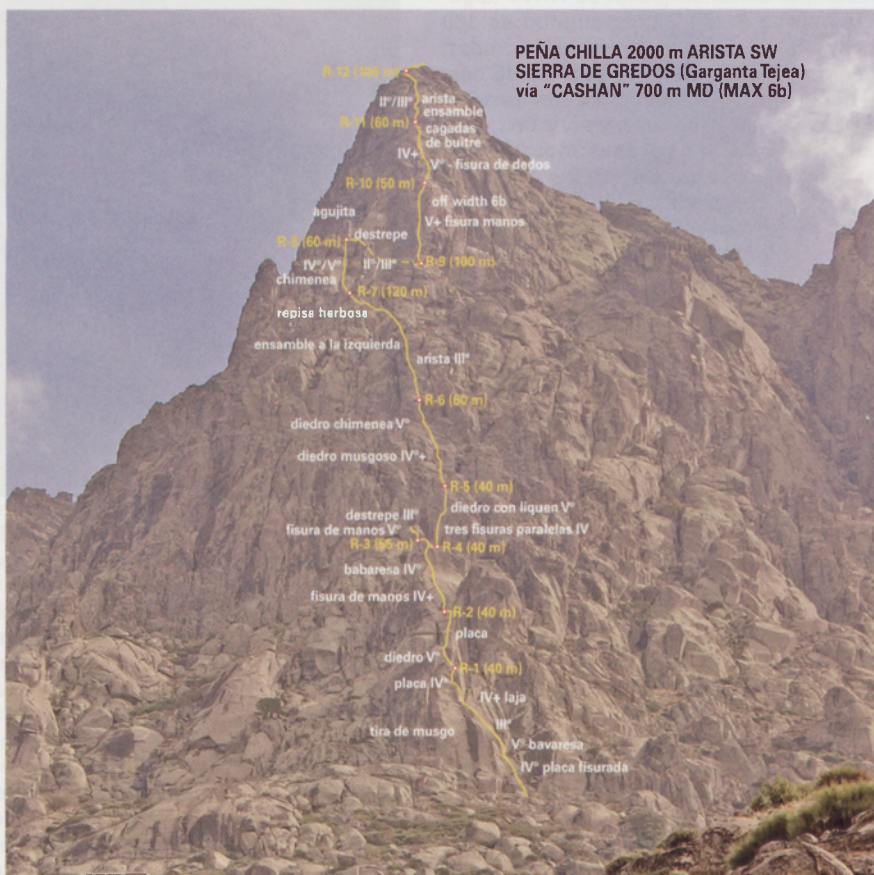 PEÑA CHILLA 2000 m ARISTA SW
SIERRA DE GREDOS (Garganta Tejea)
vía "CASHAN" 700 m MD (MAX 6b)
R-12 (100 m)
II°/III°
arista
ensamble
R-11 (60 m)
cagadas
de buitre
IV+
V° - fisura de dedos
R-10 (50 m)
off width 6b
V+ fisura manos
agujita
destrepe
R-8 (60 m)
IV°/V°
chimenea
II°/III°
R-9 (100 m)
R-7 (120 m)
repisa herbosa
ensamble a la izquierda
arista III°
R-6 (60 m)
diedro chimenea V°
diedro musgoso IV°+
R-5 (40 m)
destrepe III°
diedro con liquen V°
fisura de manos V°
tres fisuras paralelas IV
R-3 (55 m)
R-4 (40 m)
babaresa IV°
fisura de manos IV+
R-2 (40 m)
placa
diedro V°
R-1 (40 m)
placa IV°
IV+ laja
III°
tira de musgo
V° bavaresa
IV° placa fisurada